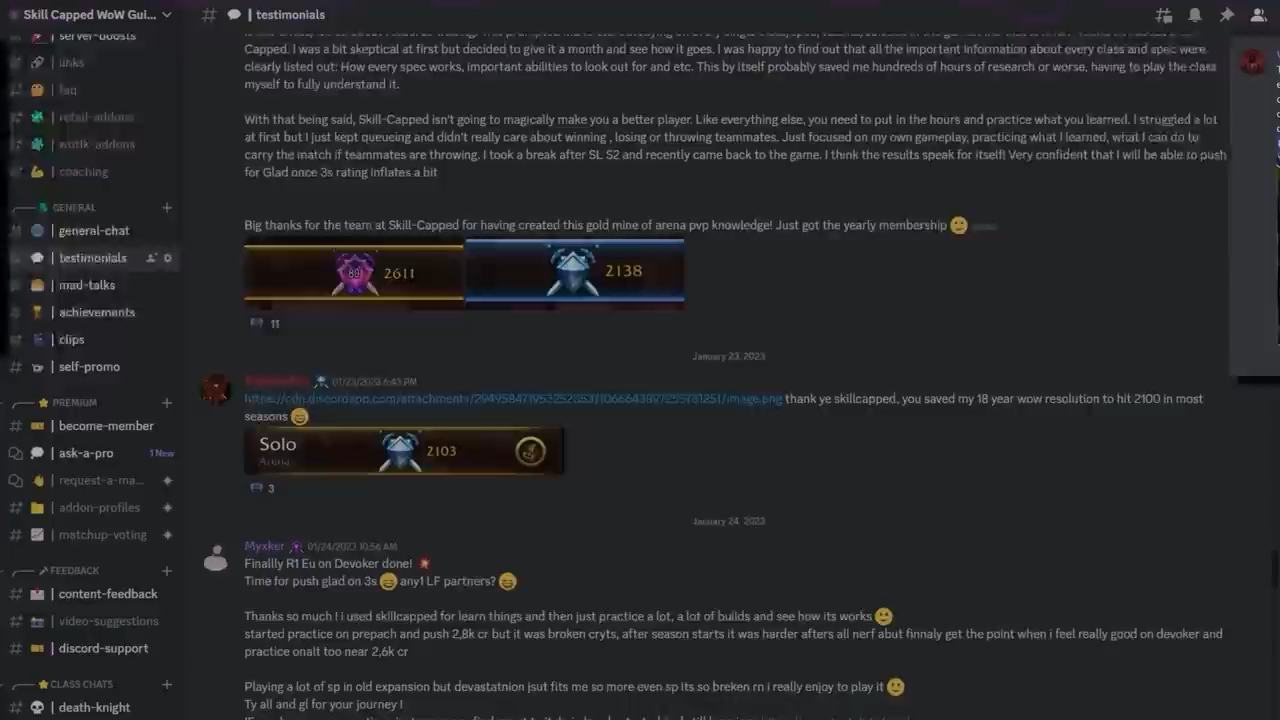 Skill Capped WoW Gui...
testimonials
server-boosts
links
faq
retail-addons
wotlk-addons
coaching
GENERAL
general-chat
testimonials
mad-talks
achievements
clips
self-promo
PREMIUM
become-member
ask-a-pro
1 New
request-a-ma...
addon-profiles
matchup-voting
FEEDBACK
content-feedback
video-suggestions
discord-support
CLASS CHATS
death-knight
Capped. I was a bit skeptical at first but decided to give it a month and see how it goes. I was happy to find out that all the important information about every class and spec were
clearly listed out: How every spec works, important abilities to look out for and etc. This by itself probably saved me hundreds of hours of research or worse, having to play the class
myself to fully understand it.
With that being said, Skill-Capped isn't going to magically make you a better player. Like everything else, you need to put in the hours and practice what you learned. I struggled a lot
at first but I just kept queueing and didn't really care about winning , losing or throwing teammates. Just focused on my own gameplay, practicing what I learned, what I can do to
carry the match if teammates are throwing. I took a break after SL S2 and recently came back to the game. I think the results speak for itself! Very confident that I will be able to push
for Glad once 3s rating inflates a bit
Big thanks for the team at Skill-Capped for having created this gold mine of arena pvp knowledge! Just got the yearly membership
2611
2138
11
January 23, 2023
01/23/2023 6:43 PM
thank ye skillcapped, you saved my 18 year wow resolution to hit 2100 in most
seasons
Solo
Arena
2103
3
January 24, 2023
Myxker 01/24/2023 10:56 AM
Finallly R1 Eu on Devoker done!
Time for push glad on 3s any1 LF partners?
Thanks so much ! i used skillcapped for learn things and then just practice a lot, a lot of builds and see how its works
started practice on prepach and push 2,8k cr but it was broken cryts, after season starts it was harder afters all nerf abut finnaly get the point when i feel really good on devoker and
practice onalt too near 2,6k cr
Playing a lot of sp in old expansion but devastatnion jsut fits me so more even sp its so broken rn i really enjoy to play it
Ty all and gl for your journey !